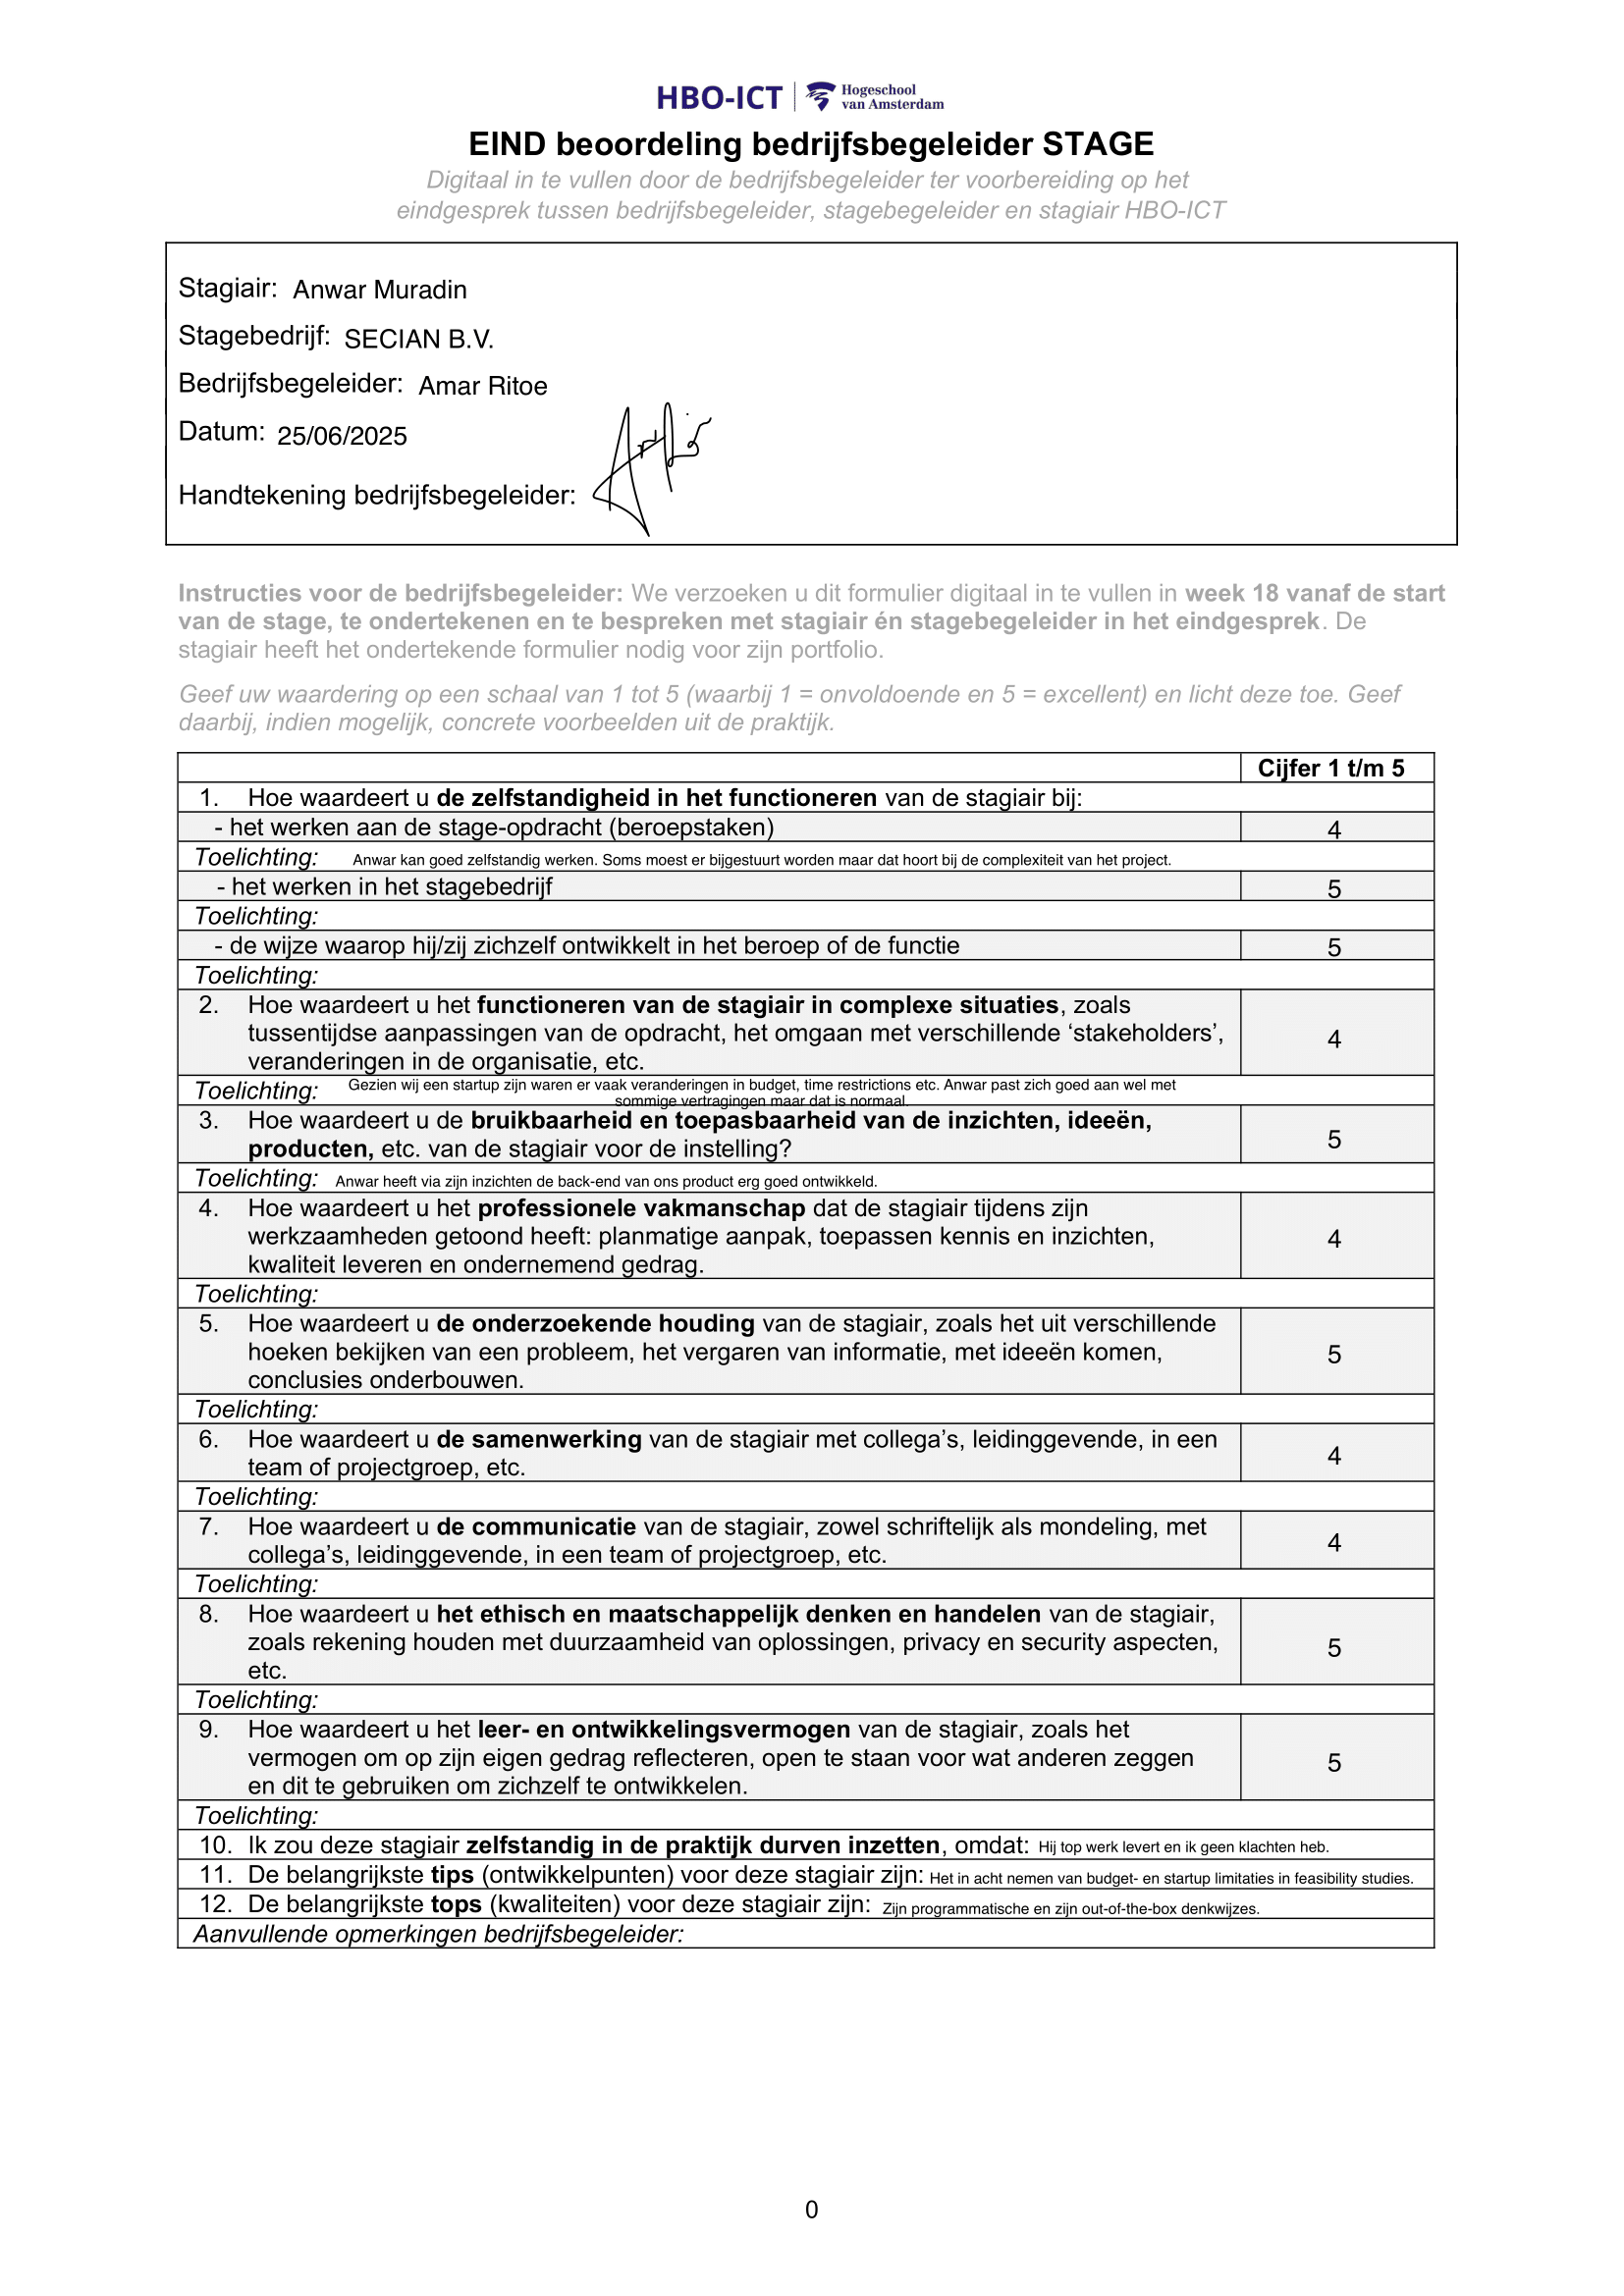 HBO-ICT
Hogeschool
van Amsterdam
EIND beoordeling bedrijfsbegeleider STAGE
Digitaal in te vullen door de bedrijfsbegeleider ter voorbereiding op het
eindgesprek tussen bedrijfsbegeleider, stagebegeleider en stagiair HBO-ICT
Stagiair: Anwar Muradin
Stagebedrijf: SECIAN B.V.
Bedrijfsbegeleider: Amar Ritoe
Datum: 25/06/2025
Handtekening bedrijfsbegeleider:
Instructies voor de bedrijfsbegeleider: We verzoeken u dit formulier digitaal in te vullen in week 18 vanaf de start
van de stage, te ondertekenen en te bespreken met stagiair én stagebegeleider in het eindgesprek. De
stagiair heeft het ondertekende formulier nodig voor zijn portfolio.
Geef uw waardering op een schaal van 1 tot 5 (waarbij 1 = onvoldoende en 5 = excellent) en licht deze toe. Geef
daarbij, indien mogelijk, concrete voorbeelden uit de praktijk.
Cijfer 1 t/m 5
1. Hoe waardeert u de zelfstandigheid in het functioneren van de stagiair bij:
- het werken aan de stage-opdracht (beroepstaken) 4
Toelichting: Anwar kan goed zelfstandig werken. Soms moest er bijgestuurt worden maar dat hoort bij de complexiteit van het project.
- het werken in het stagebedrijf 5
Toelichting:
- de wijze waarop hij/zij zichzelf ontwikkelt in het beroep of de functie 5
Toelichting:
2. Hoe waardeert u het functioneren van de stagiair in complexe situaties, zoals
tussentijdse aanpassingen van de opdracht, het omgaan met verschillende ‘stakeholders’, 4
veranderingen in de organisatie, etc.
Toelichting: Gezien wij een startup zijn waren er vaak veranderingen in budget, time restrictions etc. Anwar past zich goed aan wel met
sommige vertragingen maar dat is normaal.
3. Hoe waardeert u de bruikbaarheid en toepasbaarheid van de inzichten, ideeën,
producten, etc. van de stagiair voor de instelling? 5
Toelichting: Anwar heeft via zijn inzichten de back-end van ons product erg goed ontwikkeld.
4. Hoe waardeert u het professionele vakmanschap dat de stagiair tijdens zijn
werkzaamheden getoond heeft: planmatige aanpak, toepassen kennis en inzichten, 4
kwaliteit leveren en ondernemend gedrag.
Toelichting:
5. Hoe waardeert u de onderzoekende houding van de stagiair, zoals het uit verschillende
hoeken bekijken van een probleem, het vergaren van informatie, met ideeën komen, 5
conclusies onderbouwen.
Toelichting:
6. Hoe waardeert u de samenwerking van de stagiair met collega’s, leidinggevende, in een
team of projectgroep, etc. 4
Toelichting:
7. Hoe waardeert u de communicatie van de stagiair, zowel schriftelijk als mondeling, met
collega’s, leidinggevende, in een team of projectgroep, etc. 4
Toelichting:
8. Hoe waardeert u het ethisch en maatschappelijk denken en handelen van de stagiair,
zoals rekening houden met duurzaamheid van oplossingen, privacy en security aspecten, 5
etc.
Toelichting:
9. Hoe waardeert u het leer- en ontwikkelingsvermogen van de stagiair, zoals het
vermogen om op zijn eigen gedrag reflecteren, open te staan voor wat anderen zeggen 5
en dit te gebruiken om zichzelf te ontwikkelen.
Toelichting:
10. Ik zou deze stagiair zelfstandig in de praktijk durven inzetten, omdat: Hij top werk levert en ik geen klachten heb.
11. De belangrijkste tips (ontwikkelpunten) voor deze stagiair zijn: Het in acht nemen van budget- en startup limitaties in feasibility studies.
12. De belangrijkste tops (kwaliteiten) voor deze stagiair zijn: Zijn programmatische en zijn out-of-the-box denkwijzes.
Aanvullende opmerkingen bedrijfsbegeleider:
0